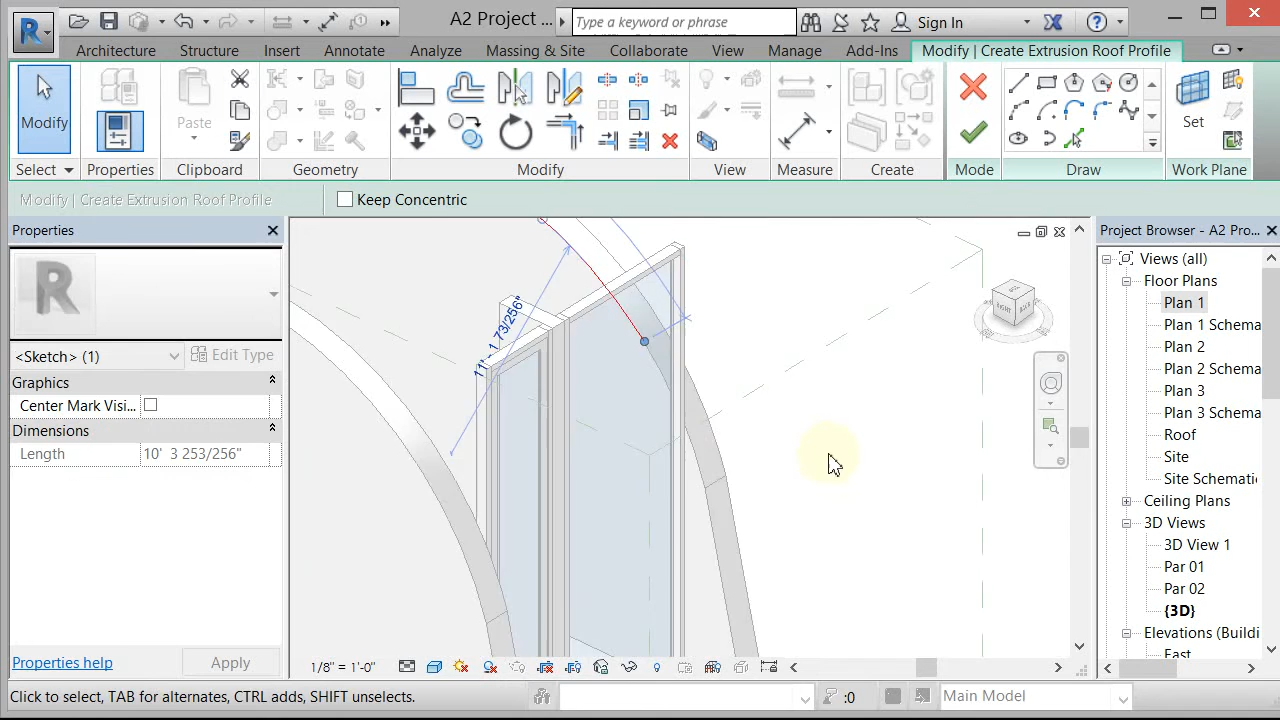 A2 Project ...
Type a keyword or phrase
Sign In
Architecture
Structure
Insert
Annotate
Analyze
Massing & Site
Collaborate
View
Manage
Add-Ins
Modify | Create Extrusion Roof Profile
Modify
Paste
Set
Select
Properties
Clipboard
Geometry
Modify
View
Measure
Create
Mode
Draw
Work Plane
Modify | Create Extrusion Roof Profile
Keep Concentric
Properties
<Sketch> (1)
Edit Type
Graphics
Center Mark Visi...
Dimensions
Length
10' 3 253/256"
Properties help
Apply
11' - 1 73/256"
Project Browser - A2 Pro...
Views (all)
Floor Plans
Plan 1
Plan 1 Schema
Plan 2
Plan 2 Schema
Plan 3
Plan 3 Schema
Roof
Site
Site Schemati
Ceiling Plans
3D Views
3D View 1
Par 01
Par 02
{3D}
Elevations (Buildi
East
1/8" = 1'-0"
Click to select, TAB for alternates, CTRL adds, SHIFT unselects.
:0
Main Model